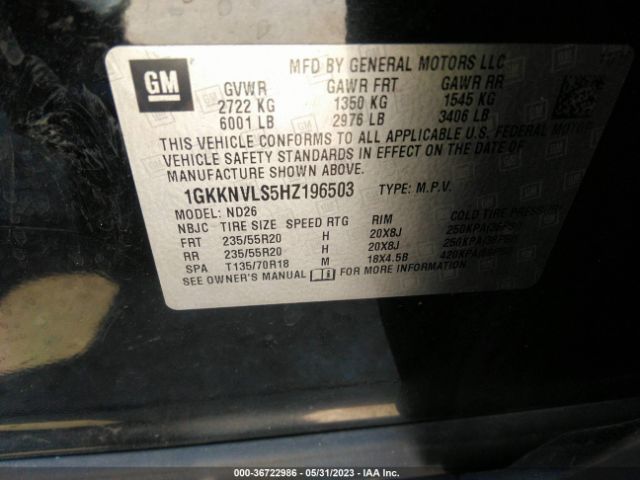 GM
MFD BY GENERAL MOTORS LLC
GVWR GAWR FRT GAWR RR
2722 KG 1350 KG 1545 KG
6001 LB 2976 LB 3406 LB
THIS VEHICLE CONFORMS TO ALL APPLICABLE U.S. FEDERAL MOTOR
VEHICLE SAFETY STANDARDS IN EFFECT ON THE DATE OF
MANUFACTURE SHOWN ABOVE.
1GKKNVLS5HZ196503 TYPE: M.P.V.
MODEL: ND26
NBJC TIRE SIZE SPEED RTG RIM COLD TIRE PRESSURE
FRT 235/55R20 H 20X8J 250KPA(36PSI)
RR 235/55R20 H 20X8J 250KPA(36PSI)
SPA T135/70R18 M 18X4.5B
SEE OWNER'S MANUAL
000-36722986 - 05/31/2023 - IAA Inc.